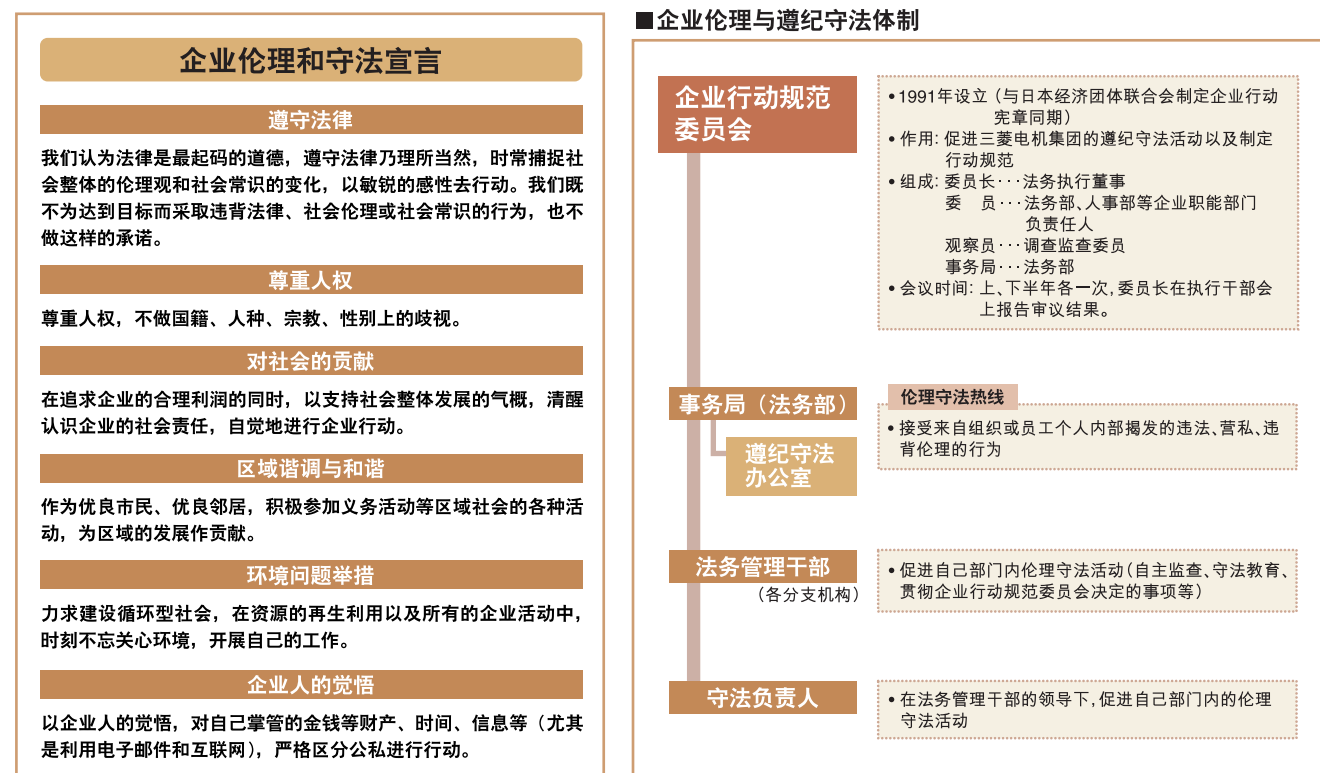 企业伦理和守法宣言
遵守法律
我们认为法律是最起码的道德，遵守法律乃理所当然，时常捕捉社
会整体的伦理观和社会常识的变化，以敏锐的感性去行动。我们既
不为达到目标而采取违背法律、社会伦理或社会常识的行为，也不
做这样的承诺。
尊重人权
尊重人权，不做国籍、人种、宗教、性别上的歧视。
对社会的贡献
在追求企业的合理利润的同时，以支持社会整体发展的气概，清醒
认识企业的社会责任，自觉地进行企业行动。
区域谐调与和谐
作为优良市民、优良邻居，积极参加义务活动等区域社会的各种活
动，为区域的发展作贡献。
环境问题举措
力求建设循环型社会，在资源的再生利用以及所有的企业活动中，
时刻不忘关心环境，开展自己的工作。
企业人的觉悟
以企业人的觉悟，对自己掌管的金钱等财产、时间、信息等（尤其
是利用电子邮件和互联网），严格区分公私进行行动。
■企业伦理与遵纪守法体制
企业行动规范
委员会
•1991年设立（与日本经济团体联合会制定企业行动
宪章同期）
•作用：促进三菱电机集团的遵纪守法活动以及制定
行动规范
•组成：委员长···法务执行董事
委　员···法务部、人事部等企业职能部门
负责任人
观察员···调查监查委员
事务局···法务部
•会议时间：上、下半年各一次，委员长在执行干部会
上报告审议结果。
事务局（法务部）
遵纪守法
办公室
伦理守法热线
•接受来自组织或员工个人内部揭发的违法、营私、违
背伦理的行为
法务管理干部
（各分支机构）
•促进自己部门内伦理守法活动（自主监查、守法教育、
贯彻企业行动规范委员会决定的事项等）
守法负责人
•在法务管理干部的领导下，促进自己部门内的伦理
守法活动